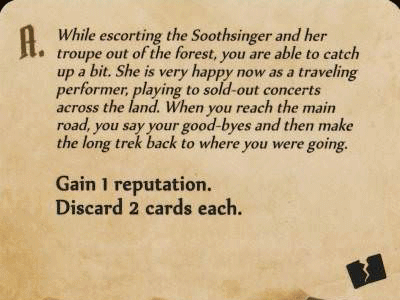 A. While escorting the Soothsinger and her
troupe out of the forest, you are able to catch
up a bit. She is very happy now as a traveling
performer, playing to sold-out concerts
across the land. When you reach the main
road, you say your good-byes and then make
the long trek back to where you were going.
Gain 1 reputation.
Discard 2 cards each.